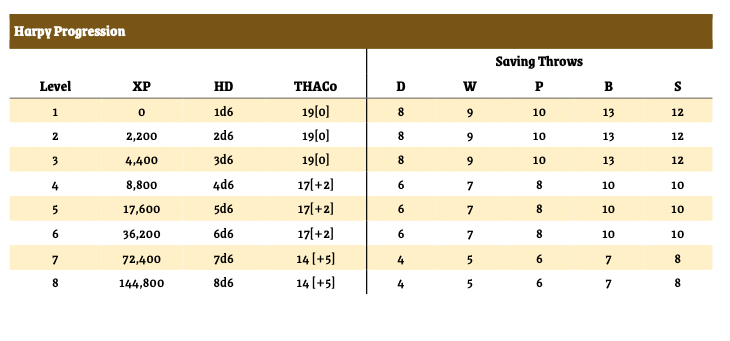 Harpy Progression
Saving Throws
Level XP HD THAC0 D W P B S
1 0 1d6 19[0] 8 9 10 13 12
2 2,200 2d6 19[0] 8 9 10 13 12
3 4,400 3d6 19[0] 8 9 10 13 12
4 8,800 4d6 17[+2] 6 7 8 10 10
5 17,600 5d6 17[+2] 6 7 8 10 10
6 36,200 6d6 17[+2] 6 7 8 10 10
7 72,400 7d6 14 [+5] 4 5 6 7 8
8 144,800 8d6 14 [+5] 4 5 6 7 8